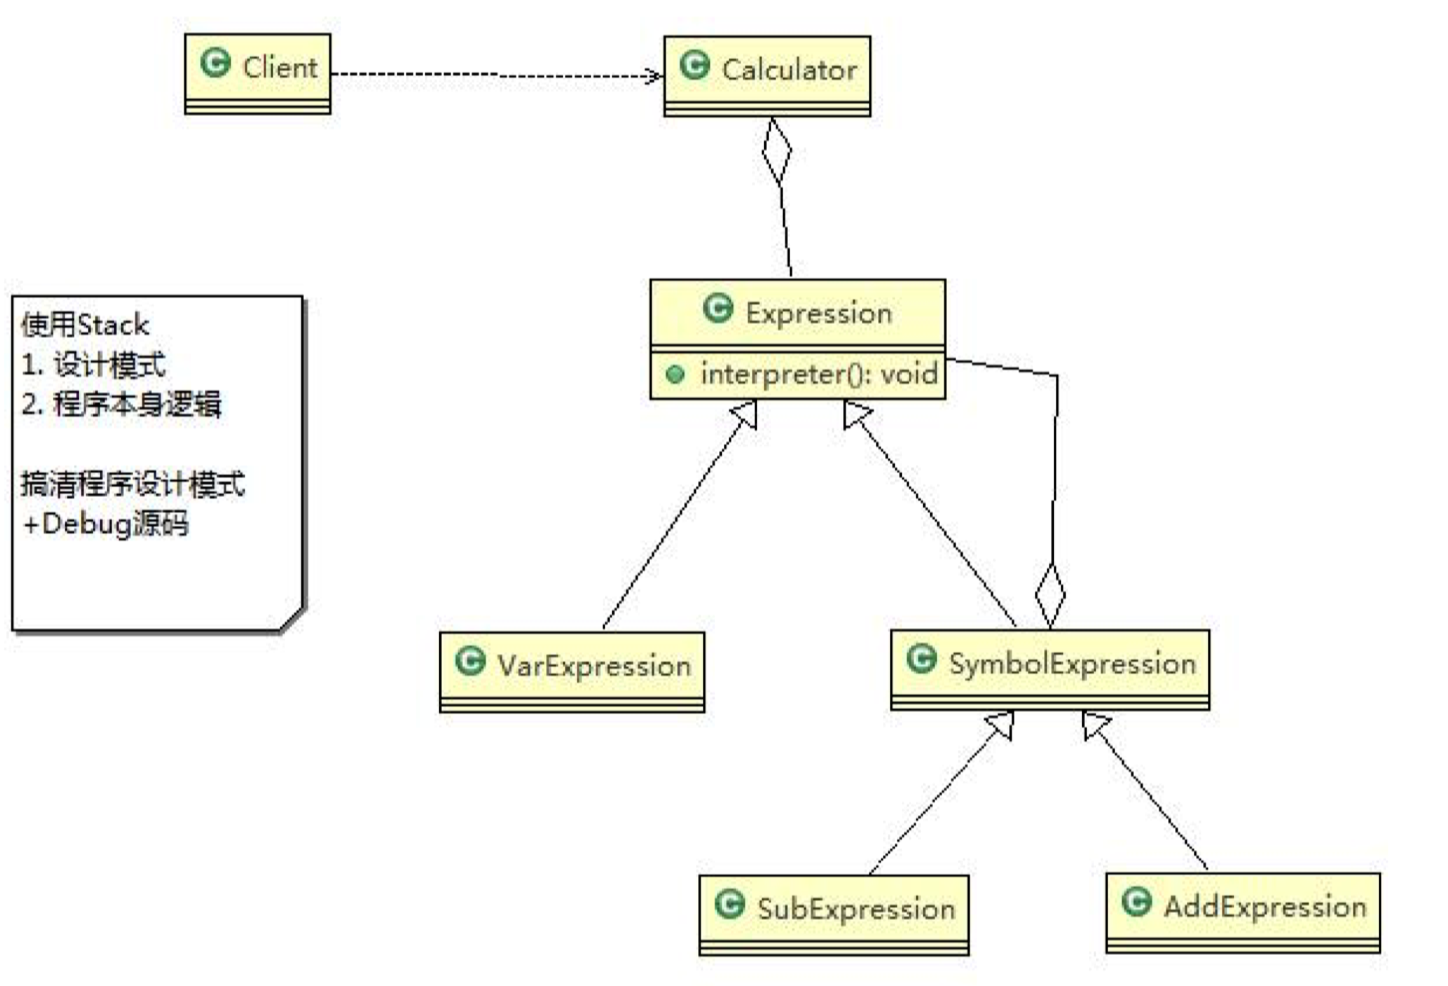 C Client
C Calculator
C Expression
interpreter(): void
使用Stack
1. 设计模式
2. 程序本身逻辑
搞清程序设计模式
+Debug源码
C VarExpression
C SymbolExpression
C SubExpression
C AddExpression